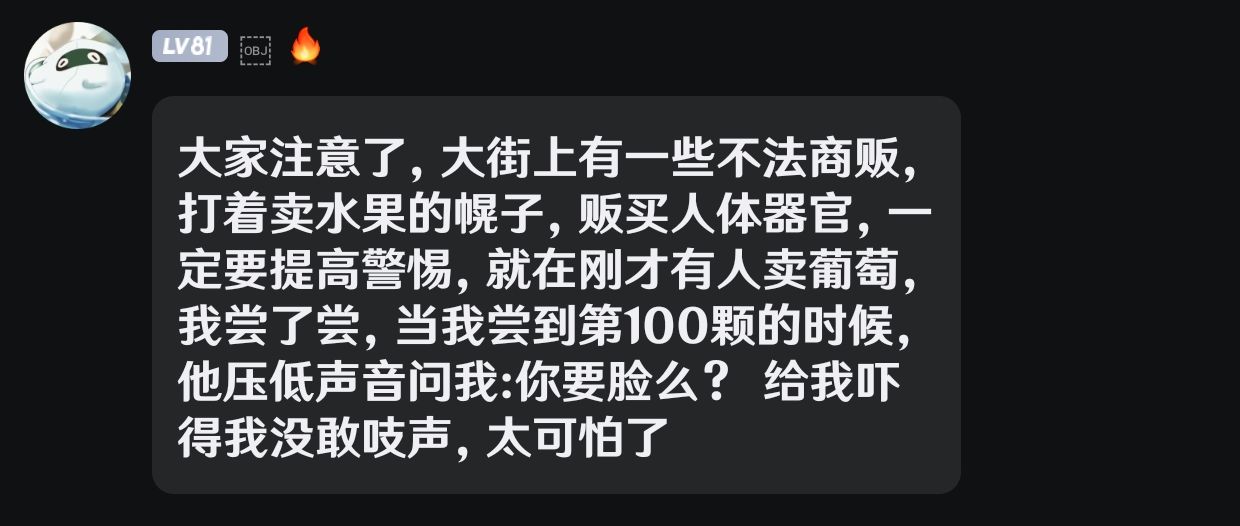 LV81 OBJ
大家注意了, 大街上有一些不法商贩,
打着卖水果的幌子, 贩买人体器官, 一
定要提高警惕, 就在刚才有人卖葡萄,
我尝了尝, 当我尝到第100颗的时候,
他压低声音问我:你要脸么? 给我吓
得我没敢吱声, 太可怕了